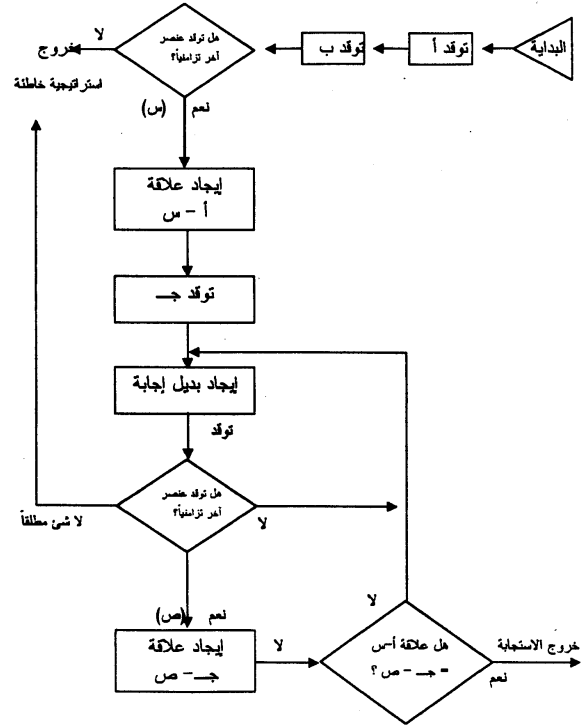 البداية
توقد أ
توقد ب
هل توقد عنصر
آخر تزامنياً؟
لا
خروج
استراتيجية خاطئة
نعم (س)
إيجاد علاقة
أ - س
توقد جـ
إيجاد بديل إجابة
توقد
هل توقد عنصر
آخر تزامنياً؟
لا
لا شئ مطلقاً
نعم (ص)
إيجاد علاقة
جـ - ص
لا
هل علاقة أ-س
= جـ - ص ؟
لا
خروج الاستجابة
نعم